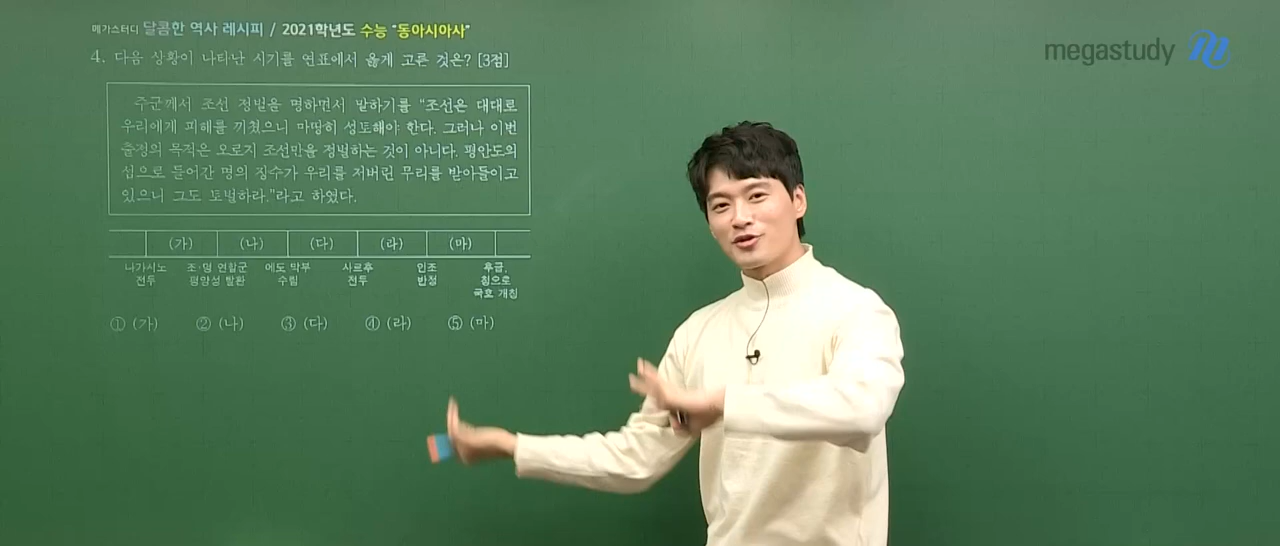 메가스터디 달콤한 역사 레시피 / 2021학년도 수능 "동아시아사"
megastudy
4. 다음 상황이 나타난 시기를 연표에서 옳게 고른 것은? [3점]
주군께서 조선 정벌을 명하면서 말하기를 "조선은 대대로
우리에게 피해를 끼쳤으니 마땅히 성토해야 한다. 그러나 이번
출정의 목적은 오로지 조선만을 정벌하는 것이 아니다. 평안도의
섬으로 들어간 명의 장수가 우리를 저버린 무리를 받아들이고
있으니 그도 토벌하라."라고 하였다.
(가) (나) (다) (라) (마)
나가시노 조·명 연합군 에도 막부 사르후 인조 후금,
전투 평양성 탈환 수립 전투 반정 청으로
국호 개칭
① (가) ② (나) ③ (다) ④ (라) ⑤ (마)